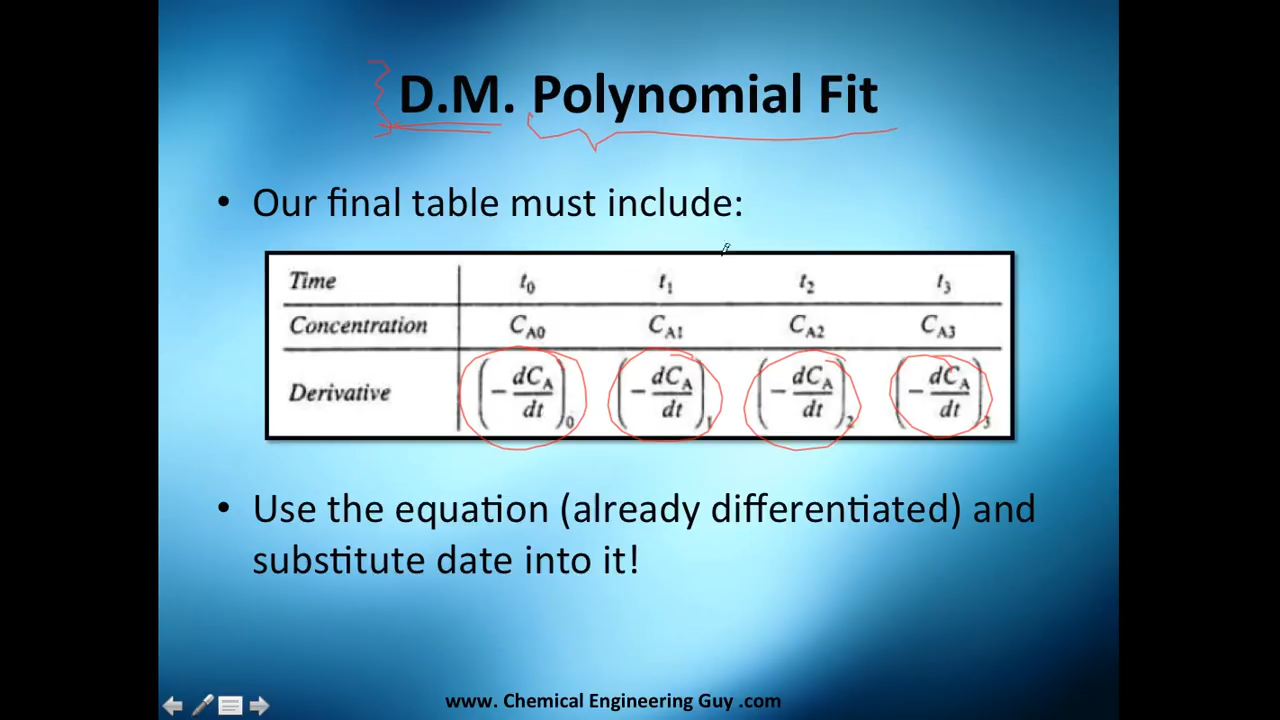 D.M. Polynomial Fit
• Our final table must include:
Time t₀ t₁ t₂ t₃
Concentration C_A0 C_A1 C_A2 C_A3
Derivative (-dC_A/dt)₀ (-dC_A/dt)₁ (-dC_A/dt)₂ (-dC_A/dt)₃
• Use the equation (already differentiated) and
substitute date into it!
www. Chemical Engineering Guy .com